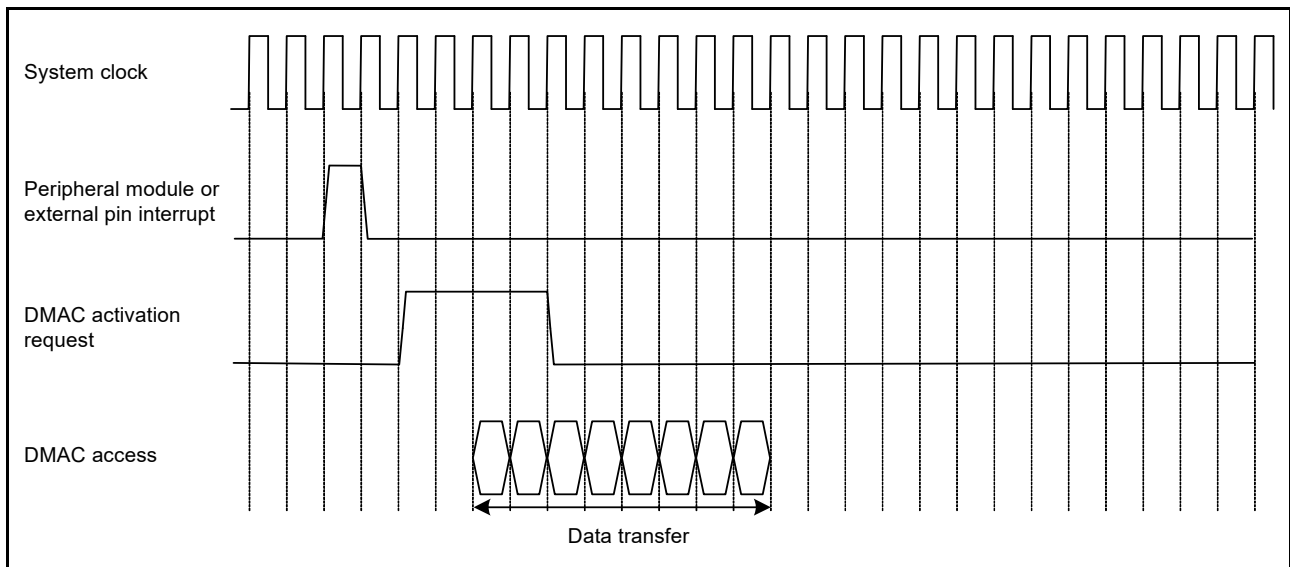 System clock
Peripheral module or
external pin interrupt
DMAC activation
request
DMAC access
Data transfer